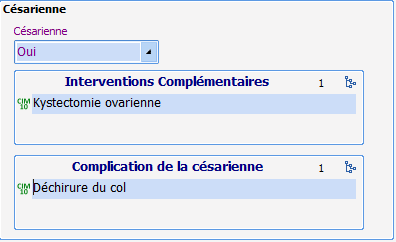 Césarienne
Césarienne
Oui
Interventions Complémentaires 1
CIM 10 Kystectomie ovarienne
Complication de la césarienne 1
CIM 10 Déchirure du col